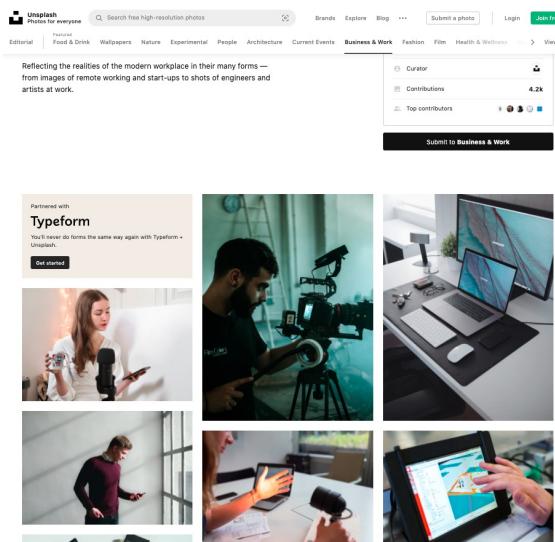 Unsplash
Photos for everyone
Search free high-resolution photos
Brands Explore Blog ••• Submit a photo Login Join fr
Editorial Featured Food & Drink Wallpapers Nature Experimental People Architecture Current Events Business & Work Fashion Film Health & Wellness
Reflecting the realities of the modern workplace in their many forms —
from images of remote working and start-ups to shots of engineers and
artists at work.
Curator
Contributions 4.2k
Top contributors
Submit to Business & Work
Partnered with
Typeform
You'll never do forms the same way again with Typeform +
Unsplash.
Get started